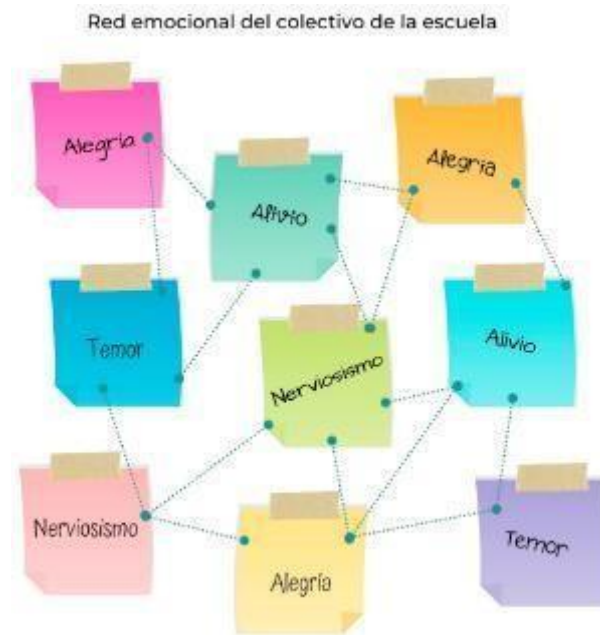 Red emocional del colectivo de la escuela
Alegria
Alivio
Alegria
Temor
Nerviosismo
Alivio
Nerviosismo
Alegría
Temor